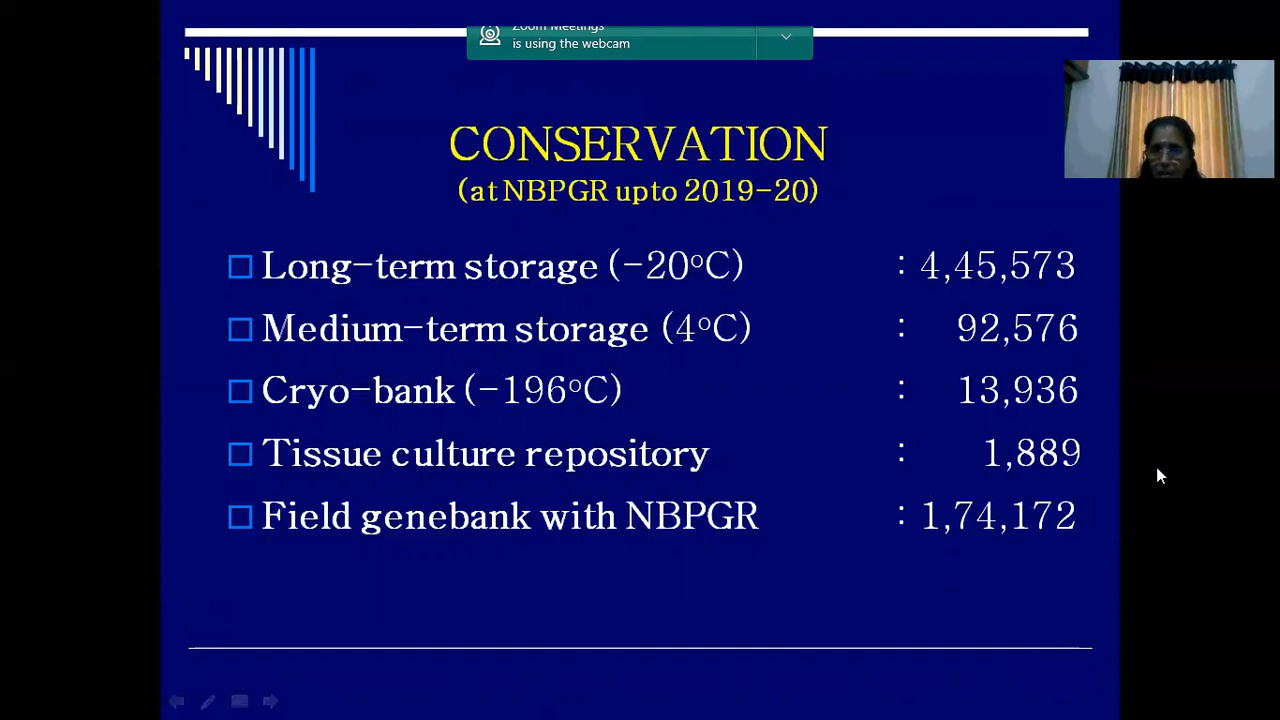 Zoom Meetings
is using the webcam
CONSERVATION
(at NBPGR upto 2019-20)
Long-term storage (-20°C) : 4,45,573
Medium-term storage (4°C) : 92,576
Cryo-bank (-196°C) : 13,936
Tissue culture repository : 1,889
Field genebank with NBPGR : 1,74,172